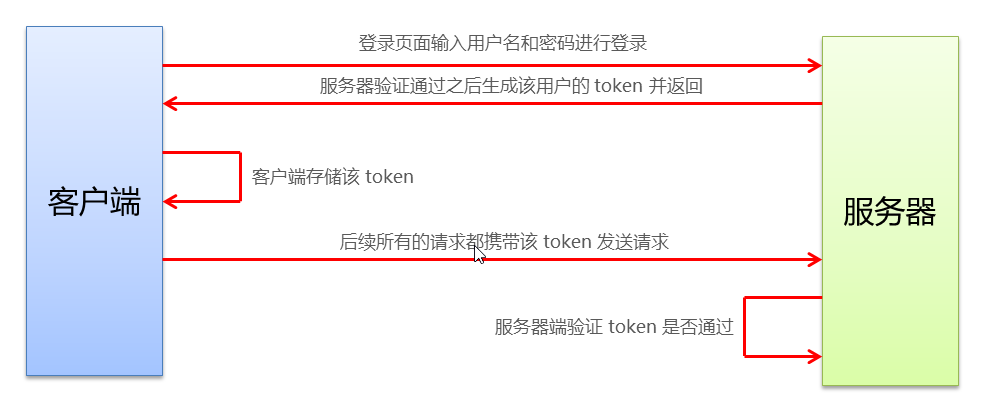 登录页面输入用户名和密码进行登录
服务器验证通过之后生成该用户的 token 并返回
客户端存储该 token
客户端
服务器
后续所有的请求都携带该 token 发送请求
服务器端验证 token 是否通过